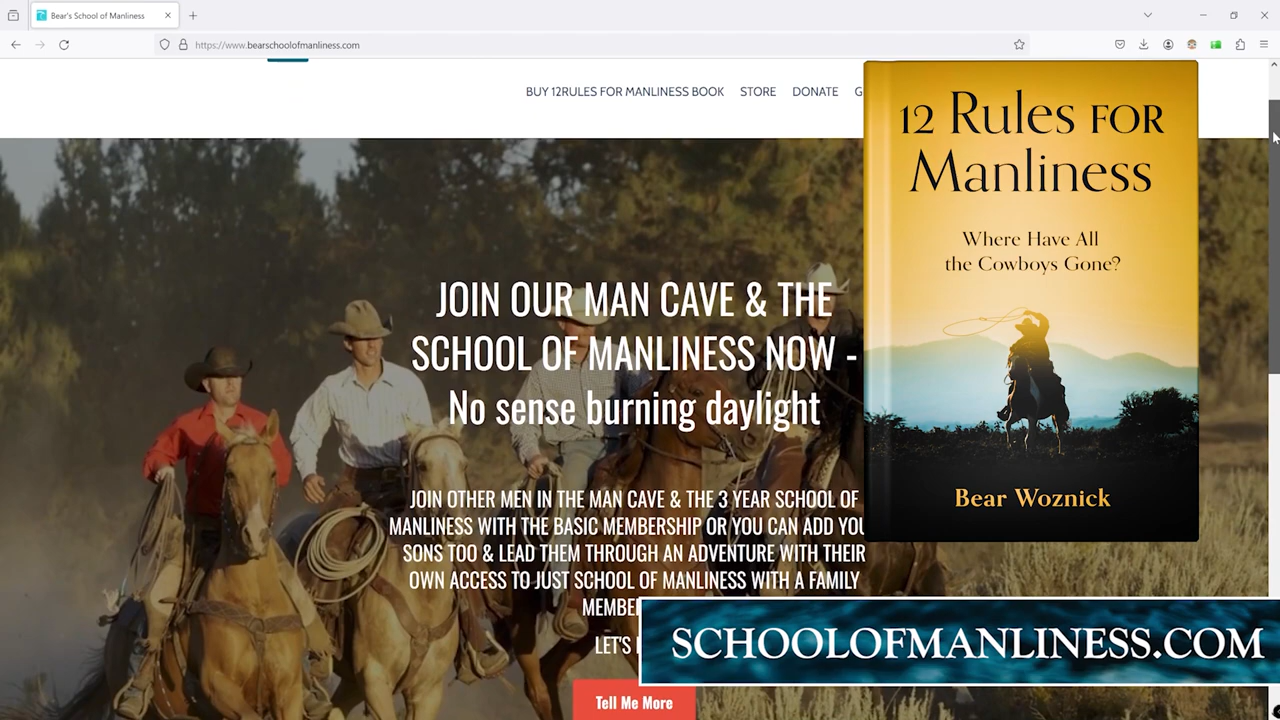 Bear's School of Manliness
https://www.bearschoolofmanliness.com
BUY 12RULES FOR MANLINESS BOOK STORE DONATE
JOIN OUR MAN CAVE & THE
SCHOOL OF MANLINESS NOW -
No sense burning daylight
JOIN OTHER MEN IN THE MAN CAVE & THE 3 YEAR SCHOOL OF
MANLINESS WITH THE BASIC MEMBERSHIP OR YOU CAN ADD
SONS TOO & LEAD THEM THROUGH AN ADVENTURE WITH THEIR
OWN ACCESS TO JUST SCHOOL OF MANLINESS WITH A FAMILY
Tell Me More
12 Rules for
Manliness
Where Have All
the Cowboys Gone?
Bear Woznick
SCHOOLOFMANLINESS.COM